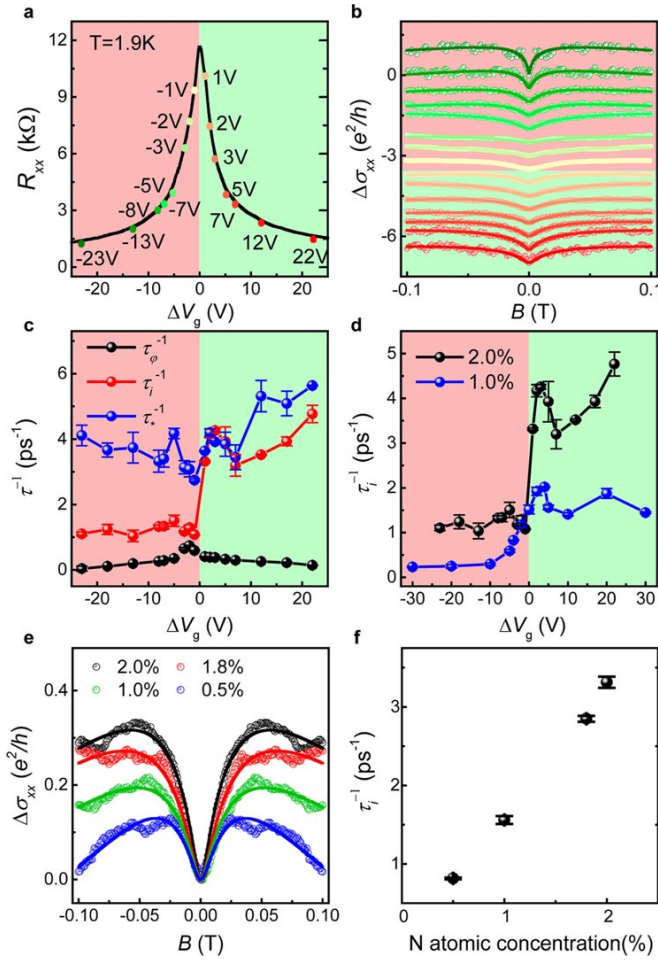 a
T=1.9K
12
9
6
3
0
R_xx (kΩ)
-1V
1V
-2V
2V
-3V
3V
-5V
5V
-8V
-7V
7V
-13V
12V
-23V
22V
-20 -10 0 10 20
ΔV_g (V)
b
0
-3
-6
Δσ_xx (e²/h)
-0.1 0.0 0.1
B (T)
c
τ_φ⁻¹
τ_i⁻¹
τ_*⁻¹
6
4
2
0
τ⁻¹ (ps⁻¹)
-20 -10 0 10 20
ΔV_g (V)
d
2.0%
1.0%
5
4
3
2
1
0
τ_i⁻¹ (ps⁻¹)
-30 -20 -10 0 10 20 30
ΔV_g (V)
e
2.0% 1.8%
1.0% 0.5%
0.4
0.2
0.0
Δσ_xx (e²/h)
-0.10 -0.05 0.00 0.05 0.10
B (T)
f
3
2
1
τ_i⁻¹ (ps⁻¹)
0 1 2
N atomic concentration(%)